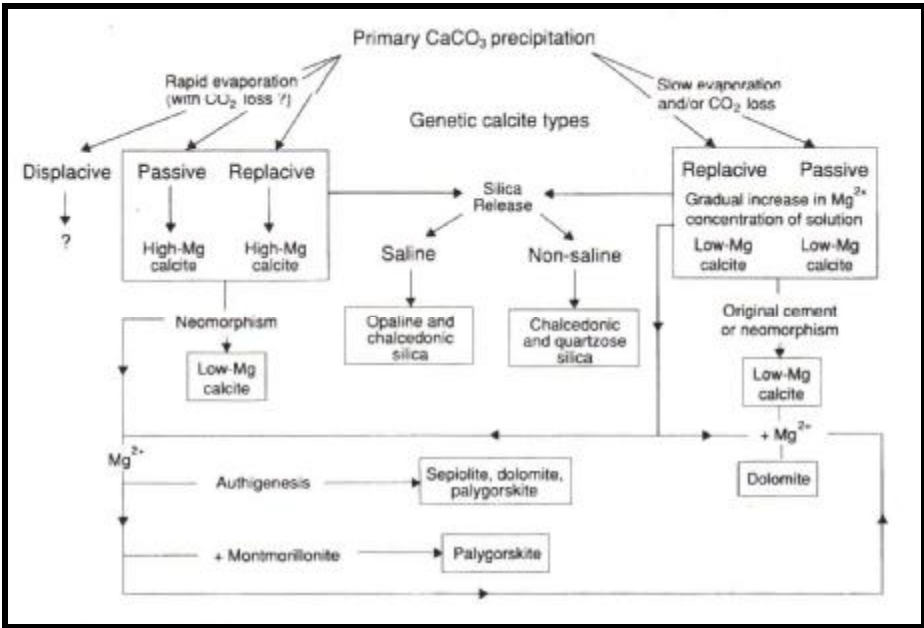 Primary CaCO₃ precipitation
Rapid evaporation
(with CO₂ loss ?)
Slow evaporation
and/or CO₂ loss
Genetic calcite types
Displacive
?
Passive
Replacive
High-Mg
calcite
High-Mg
calcite
Silica
Release
Saline
Non-saline
Opaline and
chalcedonic
silica
Chalcedonic
and quartzose
silica
Replacive
Passive
Gradual increase in Mg²⁺
concentration of solution
Low-Mg
calcite
Low-Mg
calcite
Neomorphism
Low-Mg
calcite
Original cement
or neomorphism
Low-Mg
calcite
+ Mg²⁺
Dolomite
Mg²⁺
Authigenesis
Sepiolite, dolomite,
palygorskite
+ Montmorillonite
Palygorskite